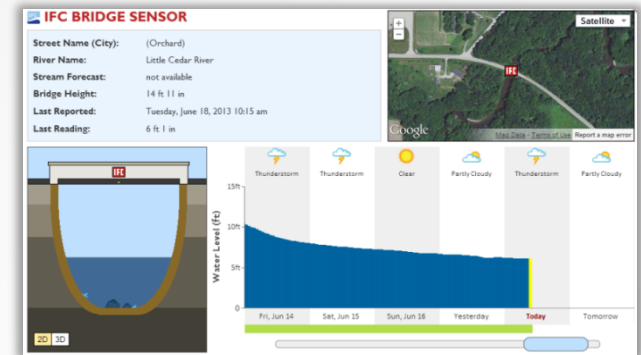 IFC BRIDGE SENSOR
Street Name (City): (Orchard)
River Name: Little Cedar River
Stream Forecast: not available
Bridge Height: 14 ft 11 in
Last Reported: Tuesday, June 18, 2013 10:15 am
Last Reading: 6 ft 1 in
+
−
Satellite
IFC
Google
Map Data - Terms of Use Report a map error
IFC
2D 3D
Thunderstorm Thunderstorm Clear Partly Cloudy Thunderstorm Partly Cloudy
Water Level (ft)
15ft
10ft
5ft
0
Fri, Jun 14 Sat, Jun 15 Sun, Jun 16 Yesterday Today Tomorrow